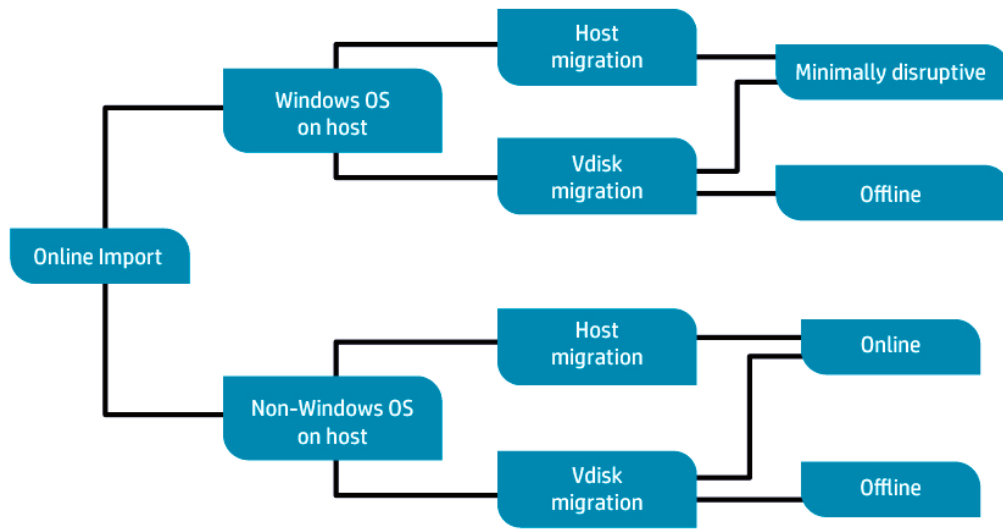 Host
migration
Minimally disruptive
Windows OS
on host
Vdisk
migration
Offline
Online Import
Host
migration
Online
Non-Windows OS
on host
Vdisk
migration
Offline